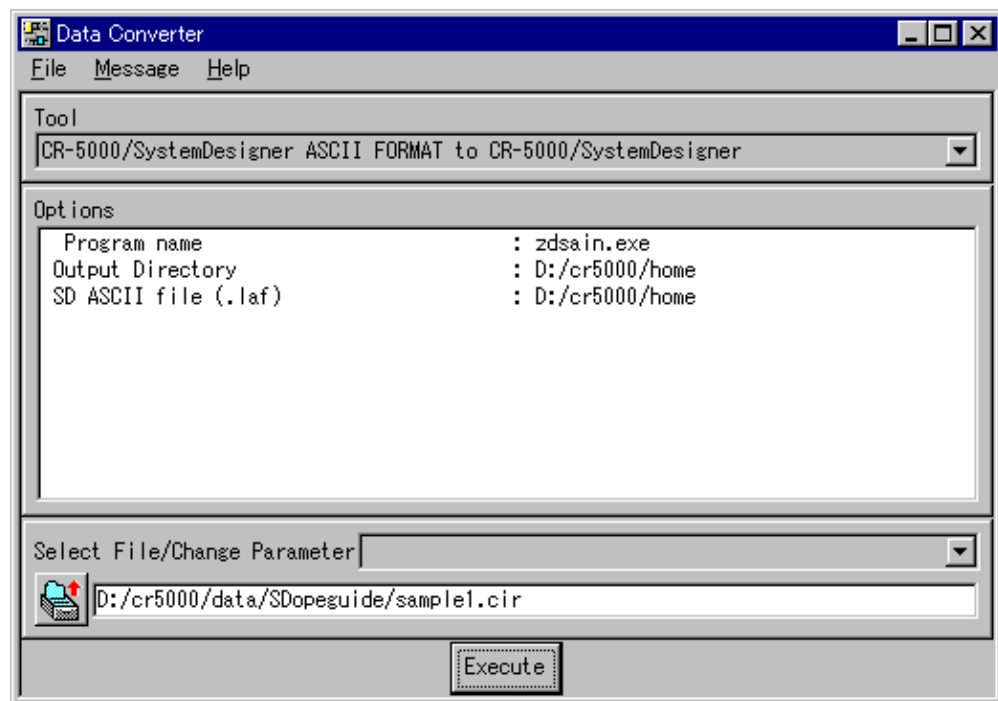 Data Converter
File Message Help
Tool
CR-5000/SystemDesigner ASCII FORMAT to CR-5000/SystemDesigner
Options
Program name : zdsain.exe
Output Directory : D:/cr5000/home
SD ASCII file (.laf) : D:/cr5000/home
Select File/Change Parameter
D:/cr5000/data/SDopeguide/sample1.cir
Execute